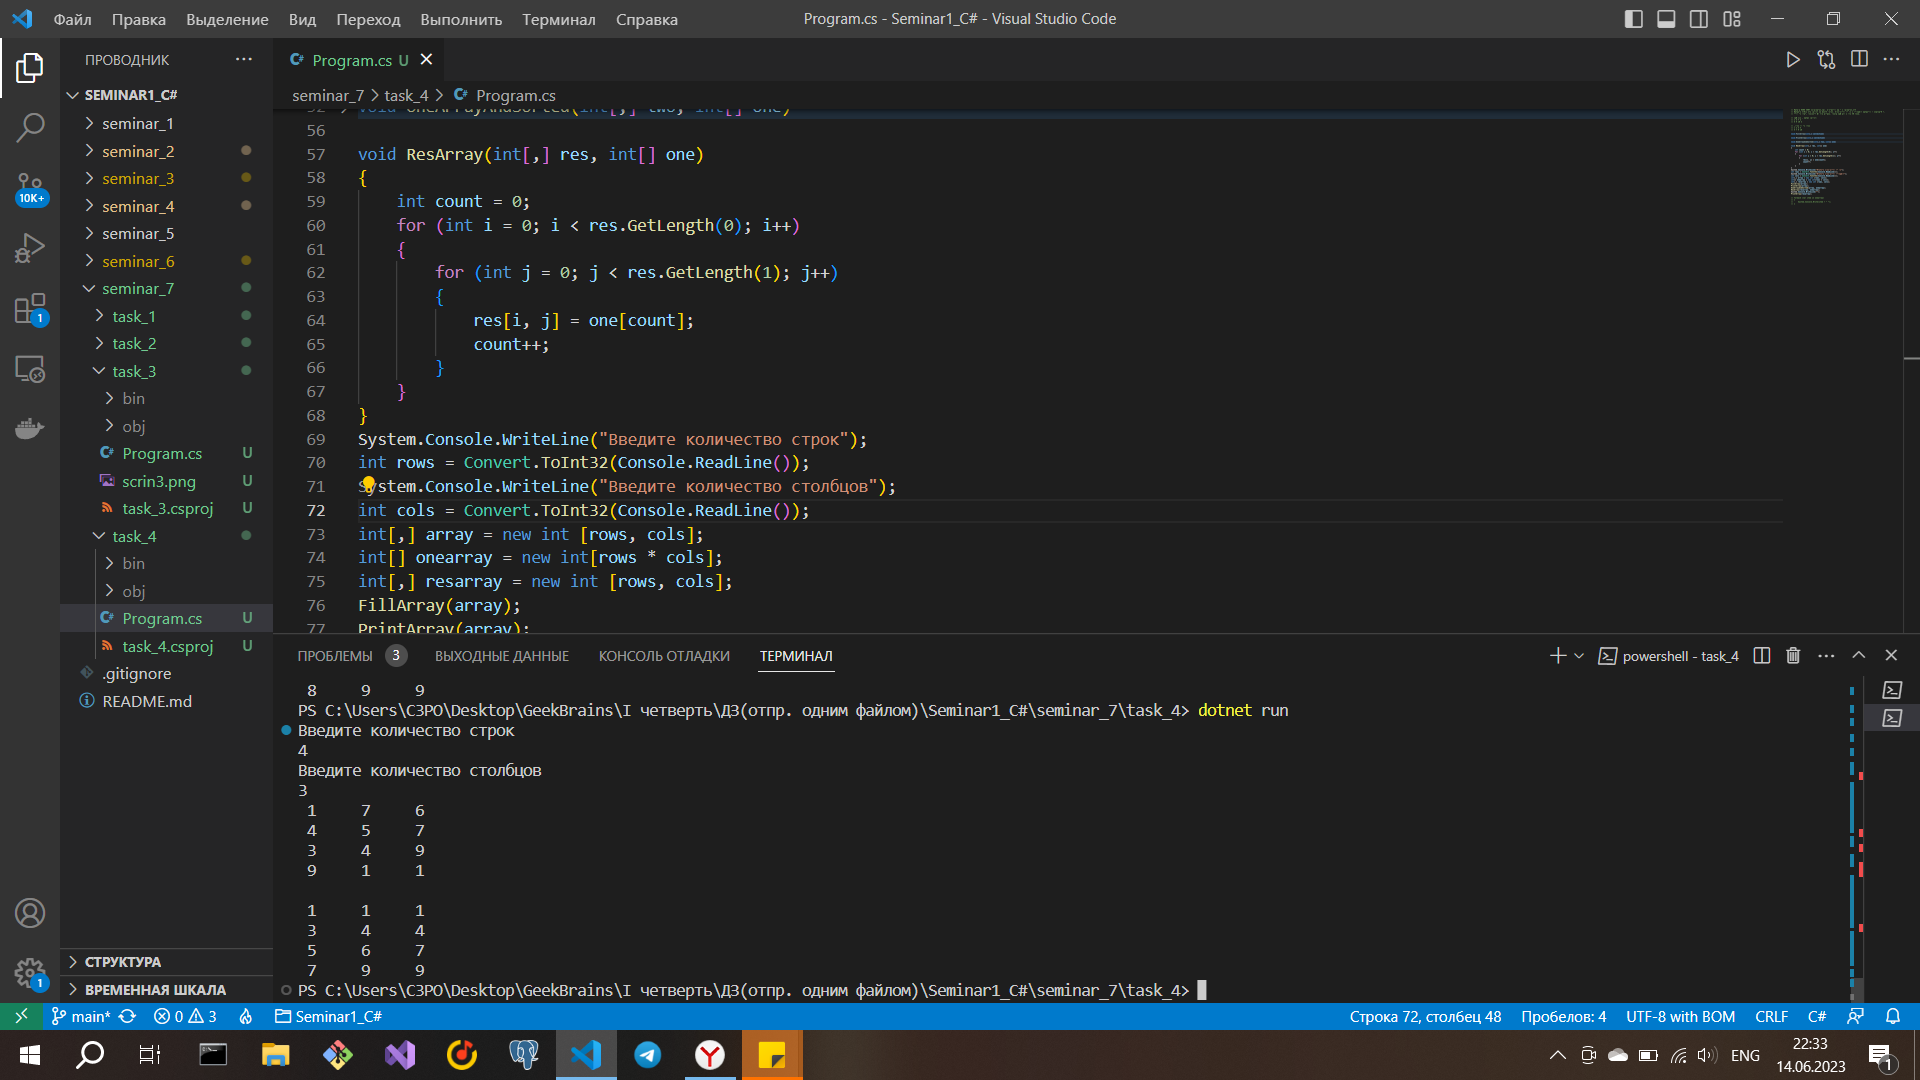 Файл Правка Выделение Вид Переход Выполнить Терминал Справка
Program.cs - Seminar1_C# - Visual Studio Code
ПРОВОДНИК
SEMINAR1_C#
seminar_1
seminar_2
seminar_3
seminar_4
seminar_5
seminar_6
seminar_7
task_1
task_2
task_3
bin
obj
Program.cs U
scrin3.png U
task_3.csproj U
task_4
bin
obj
Program.cs U
task_4.csproj U
.gitignore
README.md
СТРУКТУРА
ВРЕМЕННАЯ ШКАЛА
10K+
1
1
Program.cs U
seminar_7 > task_4 > Program.cs
52 > void OneArrayAndSorted(int[,] two, int[] one)
56
57 void ResArray(int[,] res, int[] one)
58 {
59 int count = 0;
60 for (int i = 0; i < res.GetLength(0); i++)
61 {
62 for (int j = 0; j < res.GetLength(1); j++)
63 {
64 res[i, j] = one[count];
65 count++;
66 }
67 }
68 }
69 System.Console.WriteLine("Введите количество строк");
70 int rows = Convert.ToInt32(Console.ReadLine());
71 System.Console.WriteLine("Введите количество столбцов");
72 int cols = Convert.ToInt32(Console.ReadLine());
73 int[,] array = new int [rows, cols];
74 int[] onearray = new int[rows * cols];
75 int[,] resarray = new int [rows, cols];
76 FillArray(array);
77 PrintArray(array);
ПРОБЛЕМЫ 3 ВЫХОДНЫЕ ДАННЫЕ КОНСОЛЬ ОТЛАДКИ ТЕРМИНАЛ
powershell - task_4
8 9 9
PS C:\Users\C3PO\Desktop\GeekBrains\I четверть\ДЗ(отпр. одним файлом)\Seminar1_C#\seminar_7\task_4> dotnet run
Введите количество строк
4
Введите количество столбцов
3
1 7 6
4 5 7
3 4 9
9 1 1
1 1 1
3 4 4
5 6 7
7 9 9
PS C:\Users\C3PO\Desktop\GeekBrains\I четверть\ДЗ(отпр. одним файлом)\Seminar1_C#\seminar_7\task_4>
main* 0 3 Seminar1_C#
Строка 72, столбец 48 Пробелов: 4 UTF-8 with BOM CRLF C#
ENG
22:33
14.06.2023
1